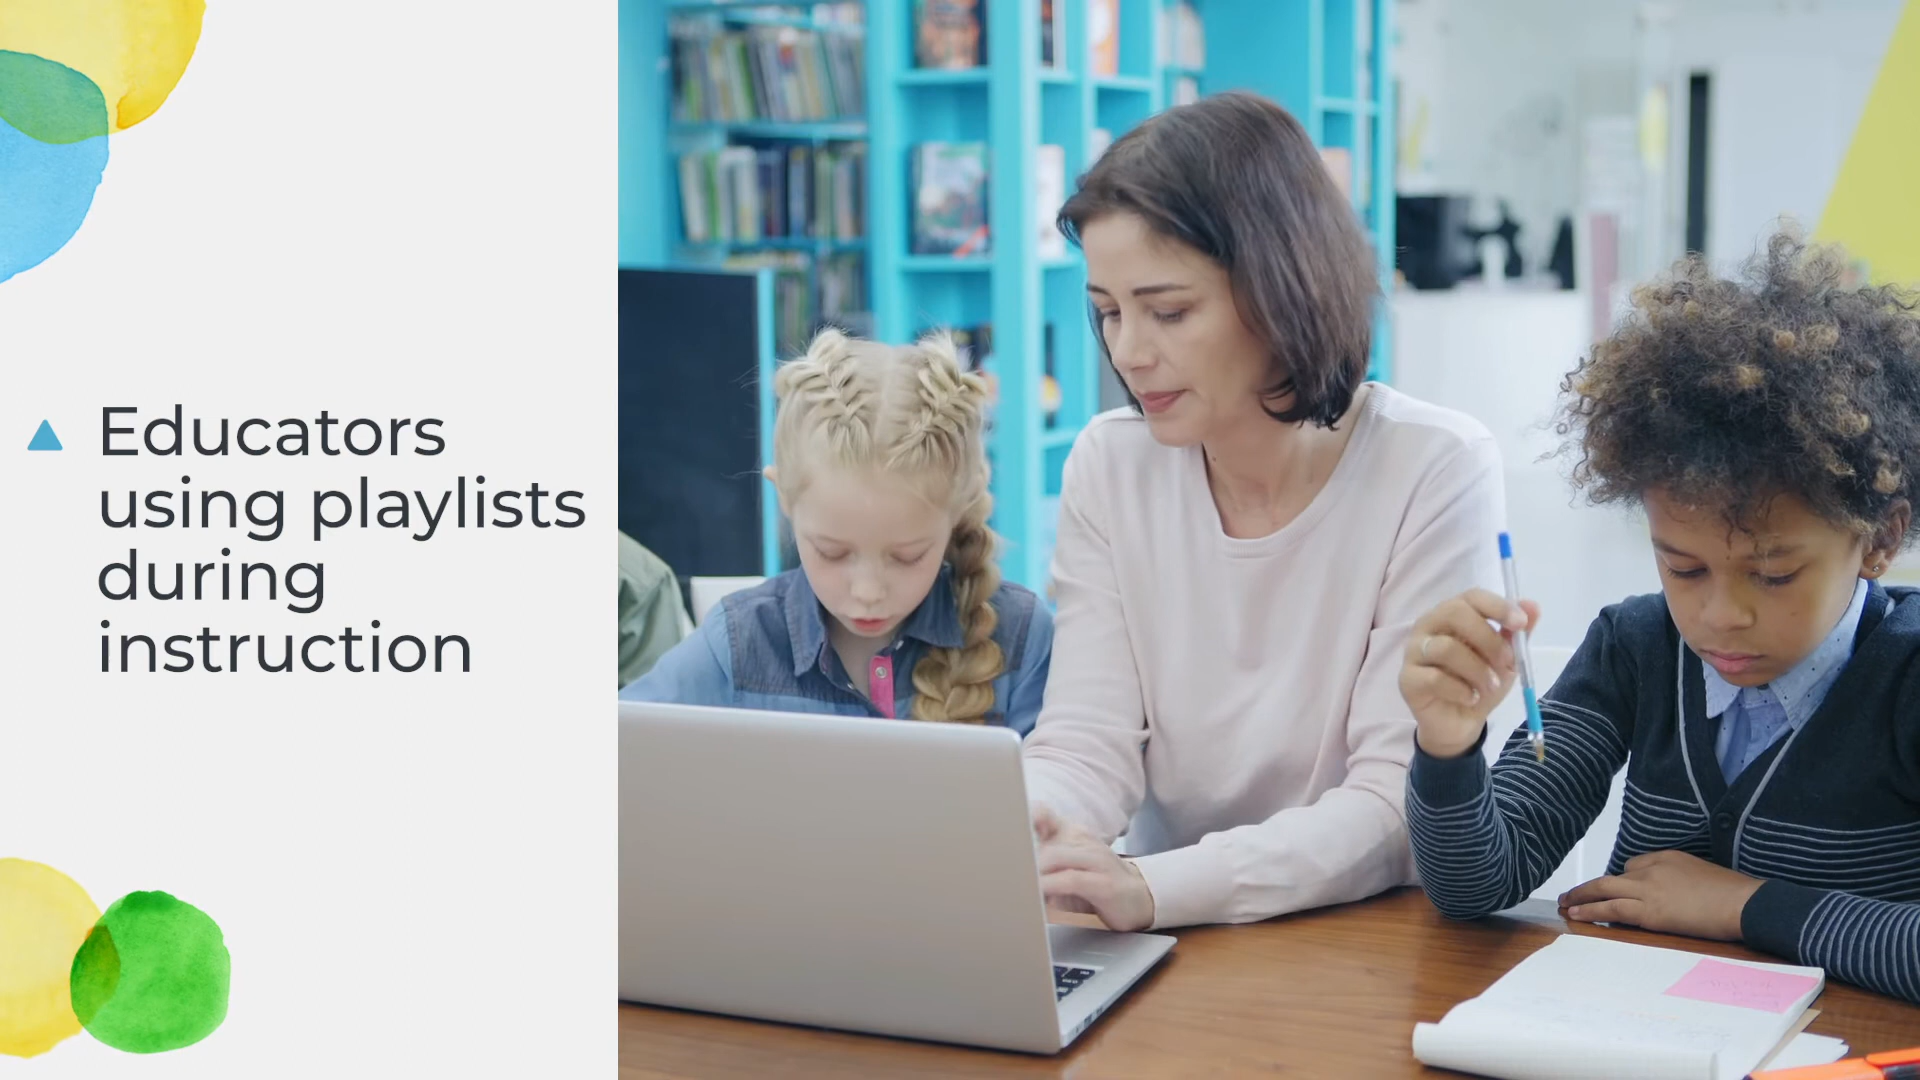 Educators
using playlists
during
instruction